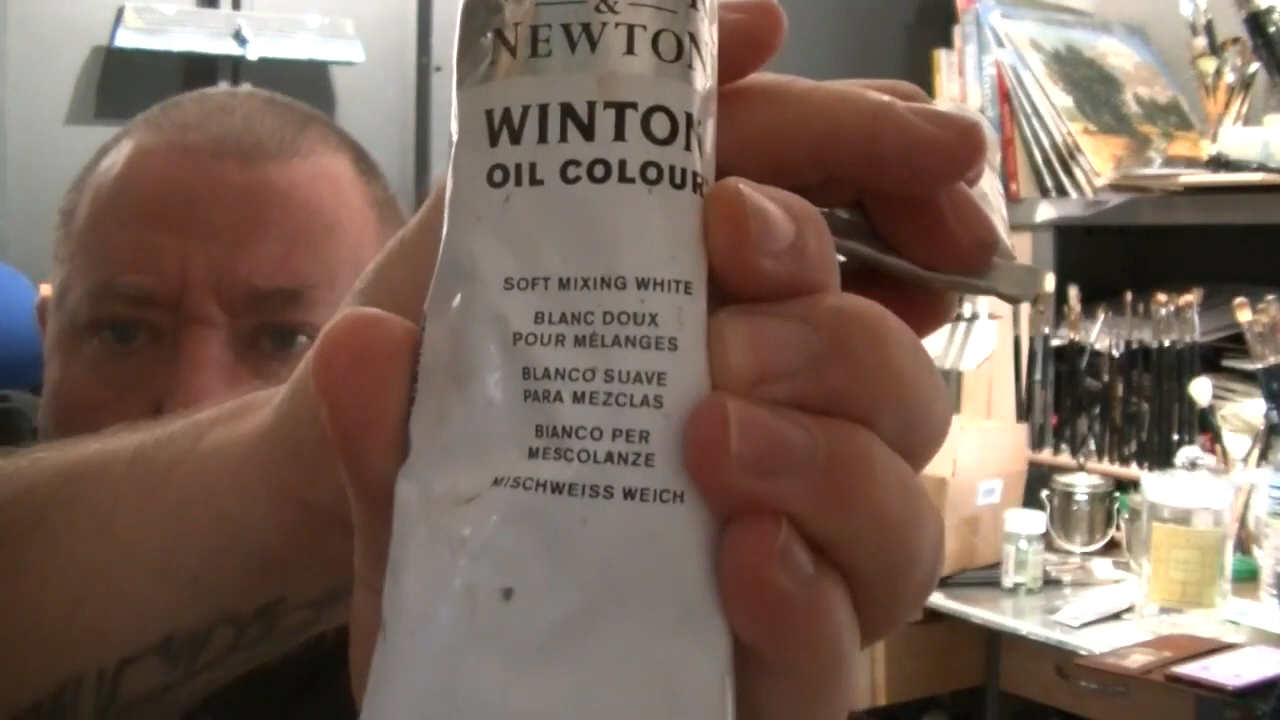 &
NEWTON
WINTON
OIL COLOUR
SOFT MIXING WHITE
BLANC DOUX
POUR MÉLANGES
BLANCO SUAVE
PARA MEZCLAS
BIANCO PER
MESCOLANZE
MISCHWEISS WEICH